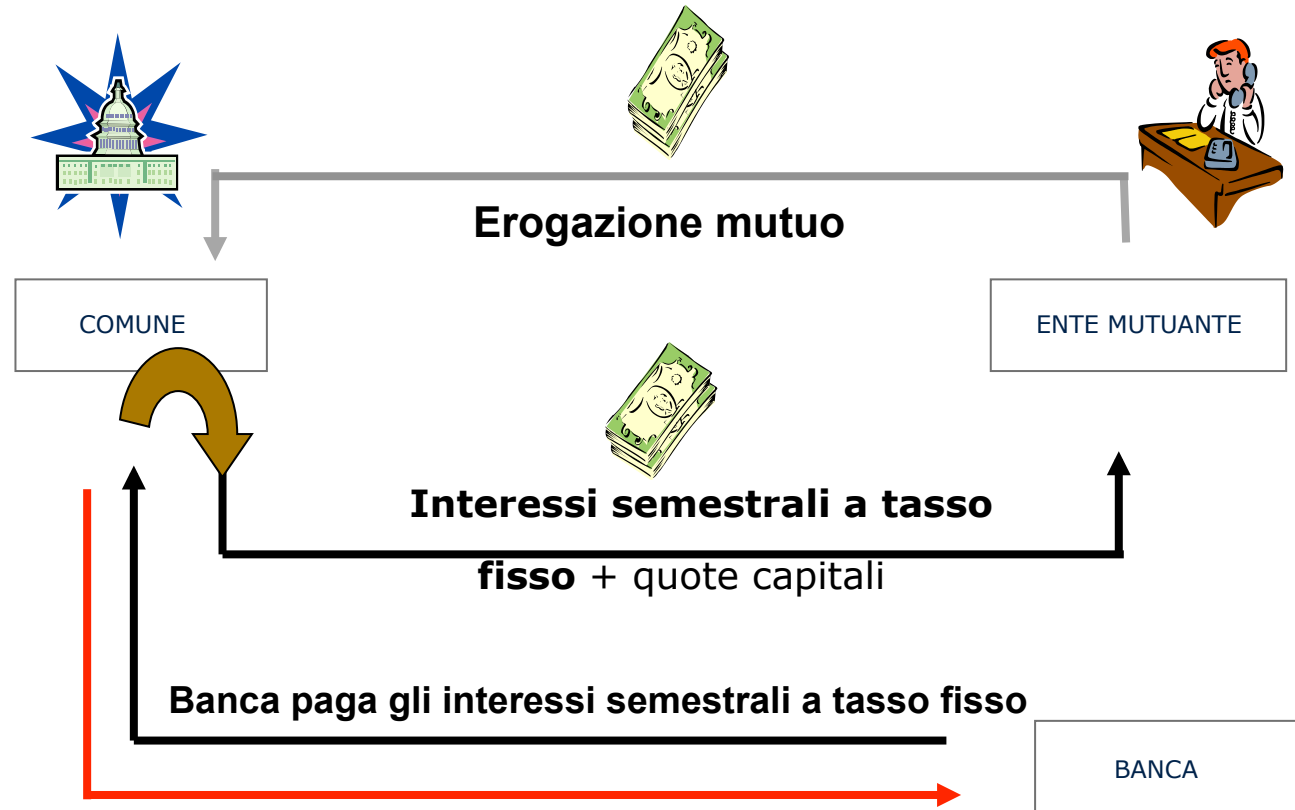 Erogazione mutuo
COMUNE
ENTE MUTUANTE
Interessi semestrali a tasso
fisso + quote capitali
Banca paga gli interessi semestrali a tasso fisso
BANCA